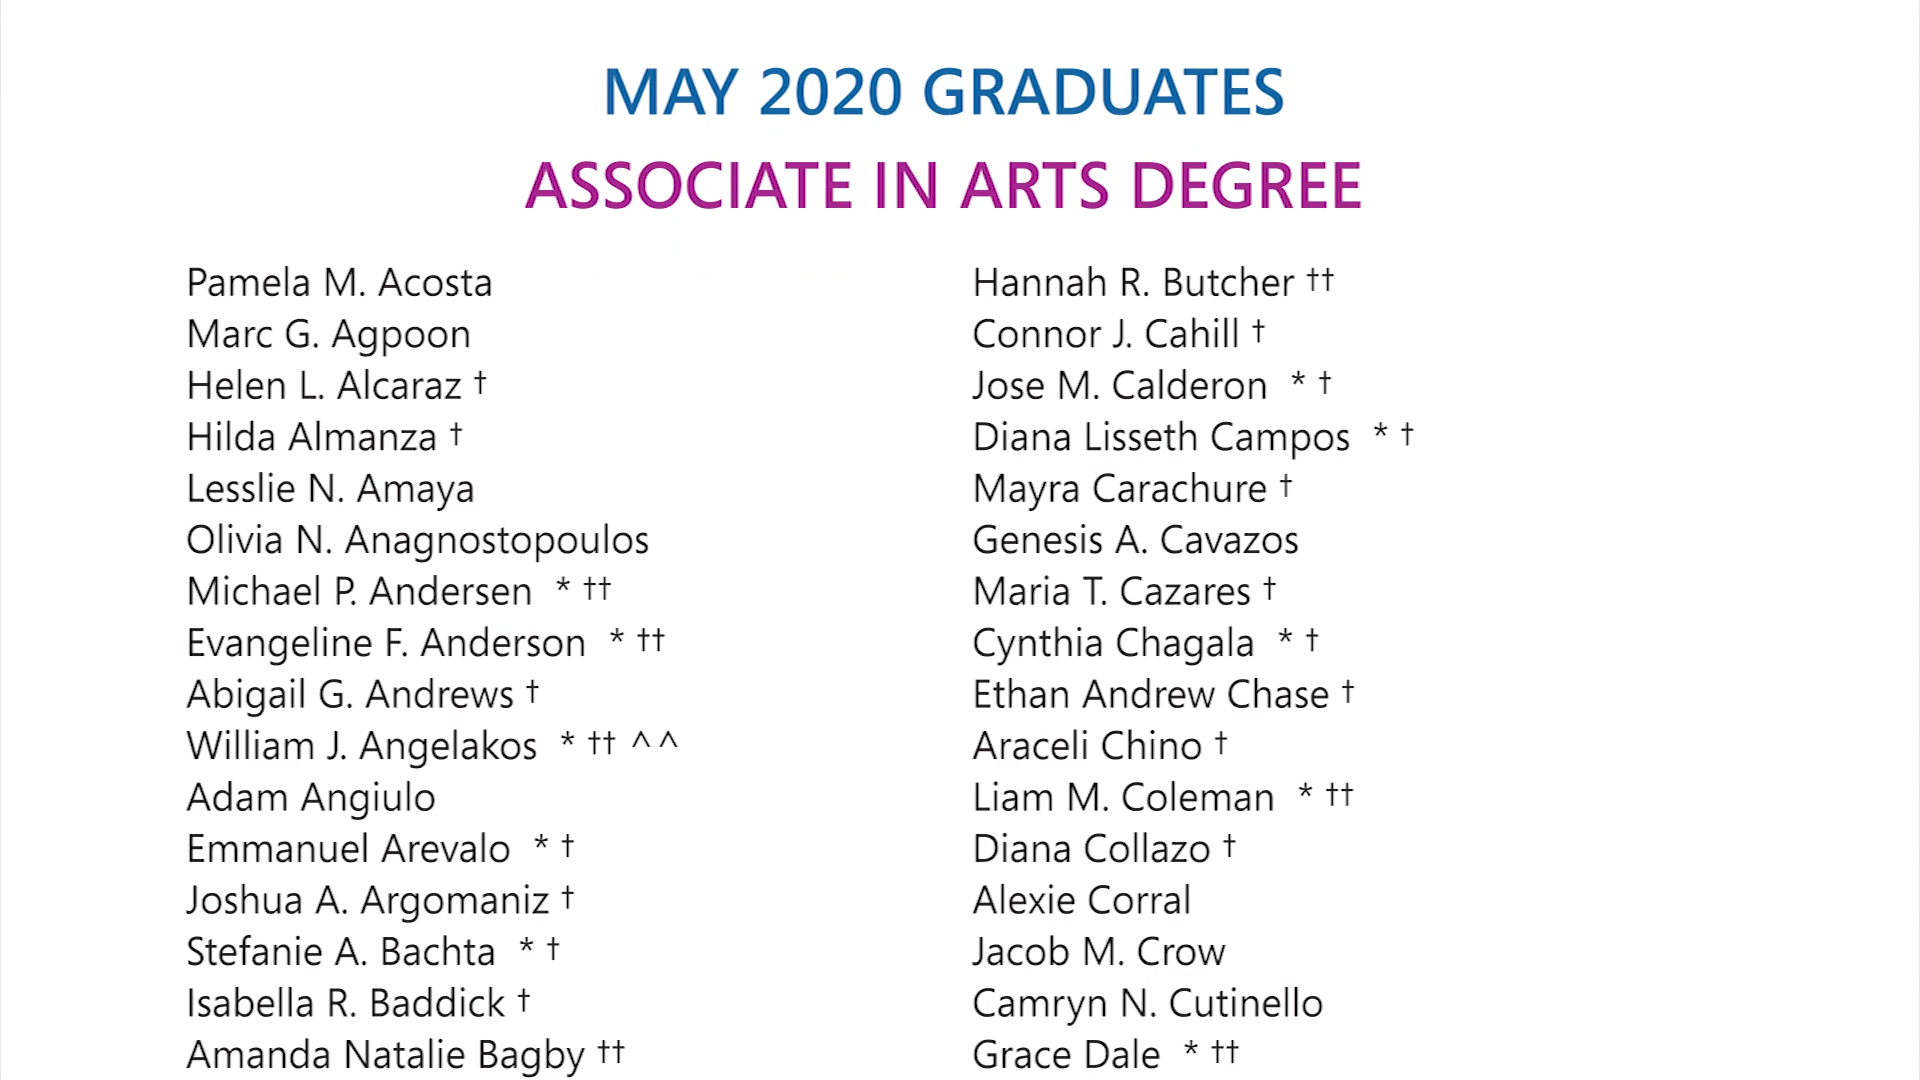 MAY 2020 GRADUATES
ASSOCIATE IN ARTS DEGREE
Pamela M. Acosta
Marc G. Agpoon
Helen L. Alcaraz †
Hilda Almanza †
Lesslie N. Amaya
Olivia N. Anagnostopoulos
Michael P. Andersen  * ††
Evangeline F. Anderson  * ††
Abigail G. Andrews †
William J. Angelakos  * †† ^ ^
Adam Angiulo
Emmanuel Arevalo  * †
Joshua A. Argomaniz †
Stefanie A. Bachta  * †
Isabella R. Baddick †
Amanda Natalie Bagby ††
Hannah R. Butcher ††
Connor J. Cahill †
Jose M. Calderon  * †
Diana Lisseth Campos  * †
Mayra Carachure †
Genesis A. Cavazos
Maria T. Cazares †
Cynthia Chagala  * †
Ethan Andrew Chase †
Araceli Chino †
Liam M. Coleman  * ††
Diana Collazo †
Alexie Corral
Jacob M. Crow
Camryn N. Cutinello
Grace Dale  * ††